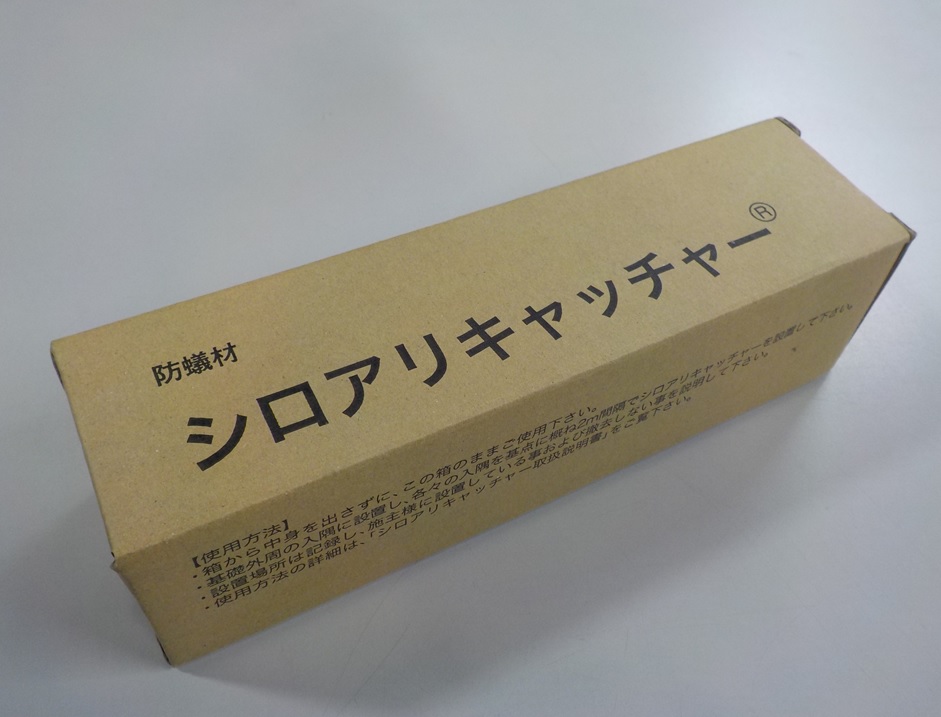 防蟻材
シロアリキャッチャー®
【使用方法】
・箱から中身を出さずに、この箱のままご使用下さい。
・基礎外周の入隅に設置し、各々の入隅を基点に概ね2m間隔でシロアリキャッチャーを設置して下さい。
・設置場所は記録し、施主様に設置している事および撤去しない事を説明して下さい。
・使用方法の詳細は、「シロアリキャッチャー取扱説明書」をご覧下さい。